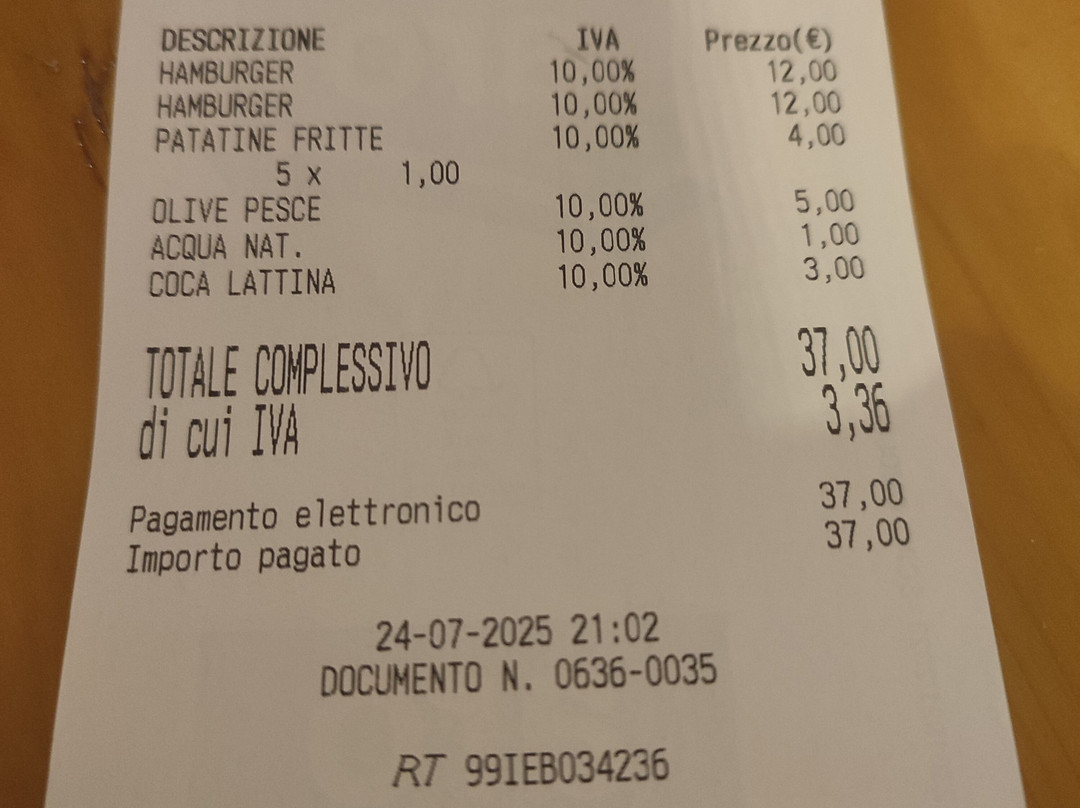 DESCRIZIONE IVA Prezzo(€)
HAMBURGER 10,00% 12,00
HAMBURGER 10,00% 12,00
PATATINE FRITTE 10,00% 4,00
5 x 1,00
OLIVE PESCE 10,00% 5,00
ACQUA NAT. 10,00% 1,00
COCA LATTINA 10,00% 3,00
TOTALE COMPLESSIVO 37,00
di cui IVA 3,36
Pagamento elettronico 37,00
Importo pagato 37,00
24-07-2025 21:02
DOCUMENTO N. 0636-0035
RT 99IEB034236